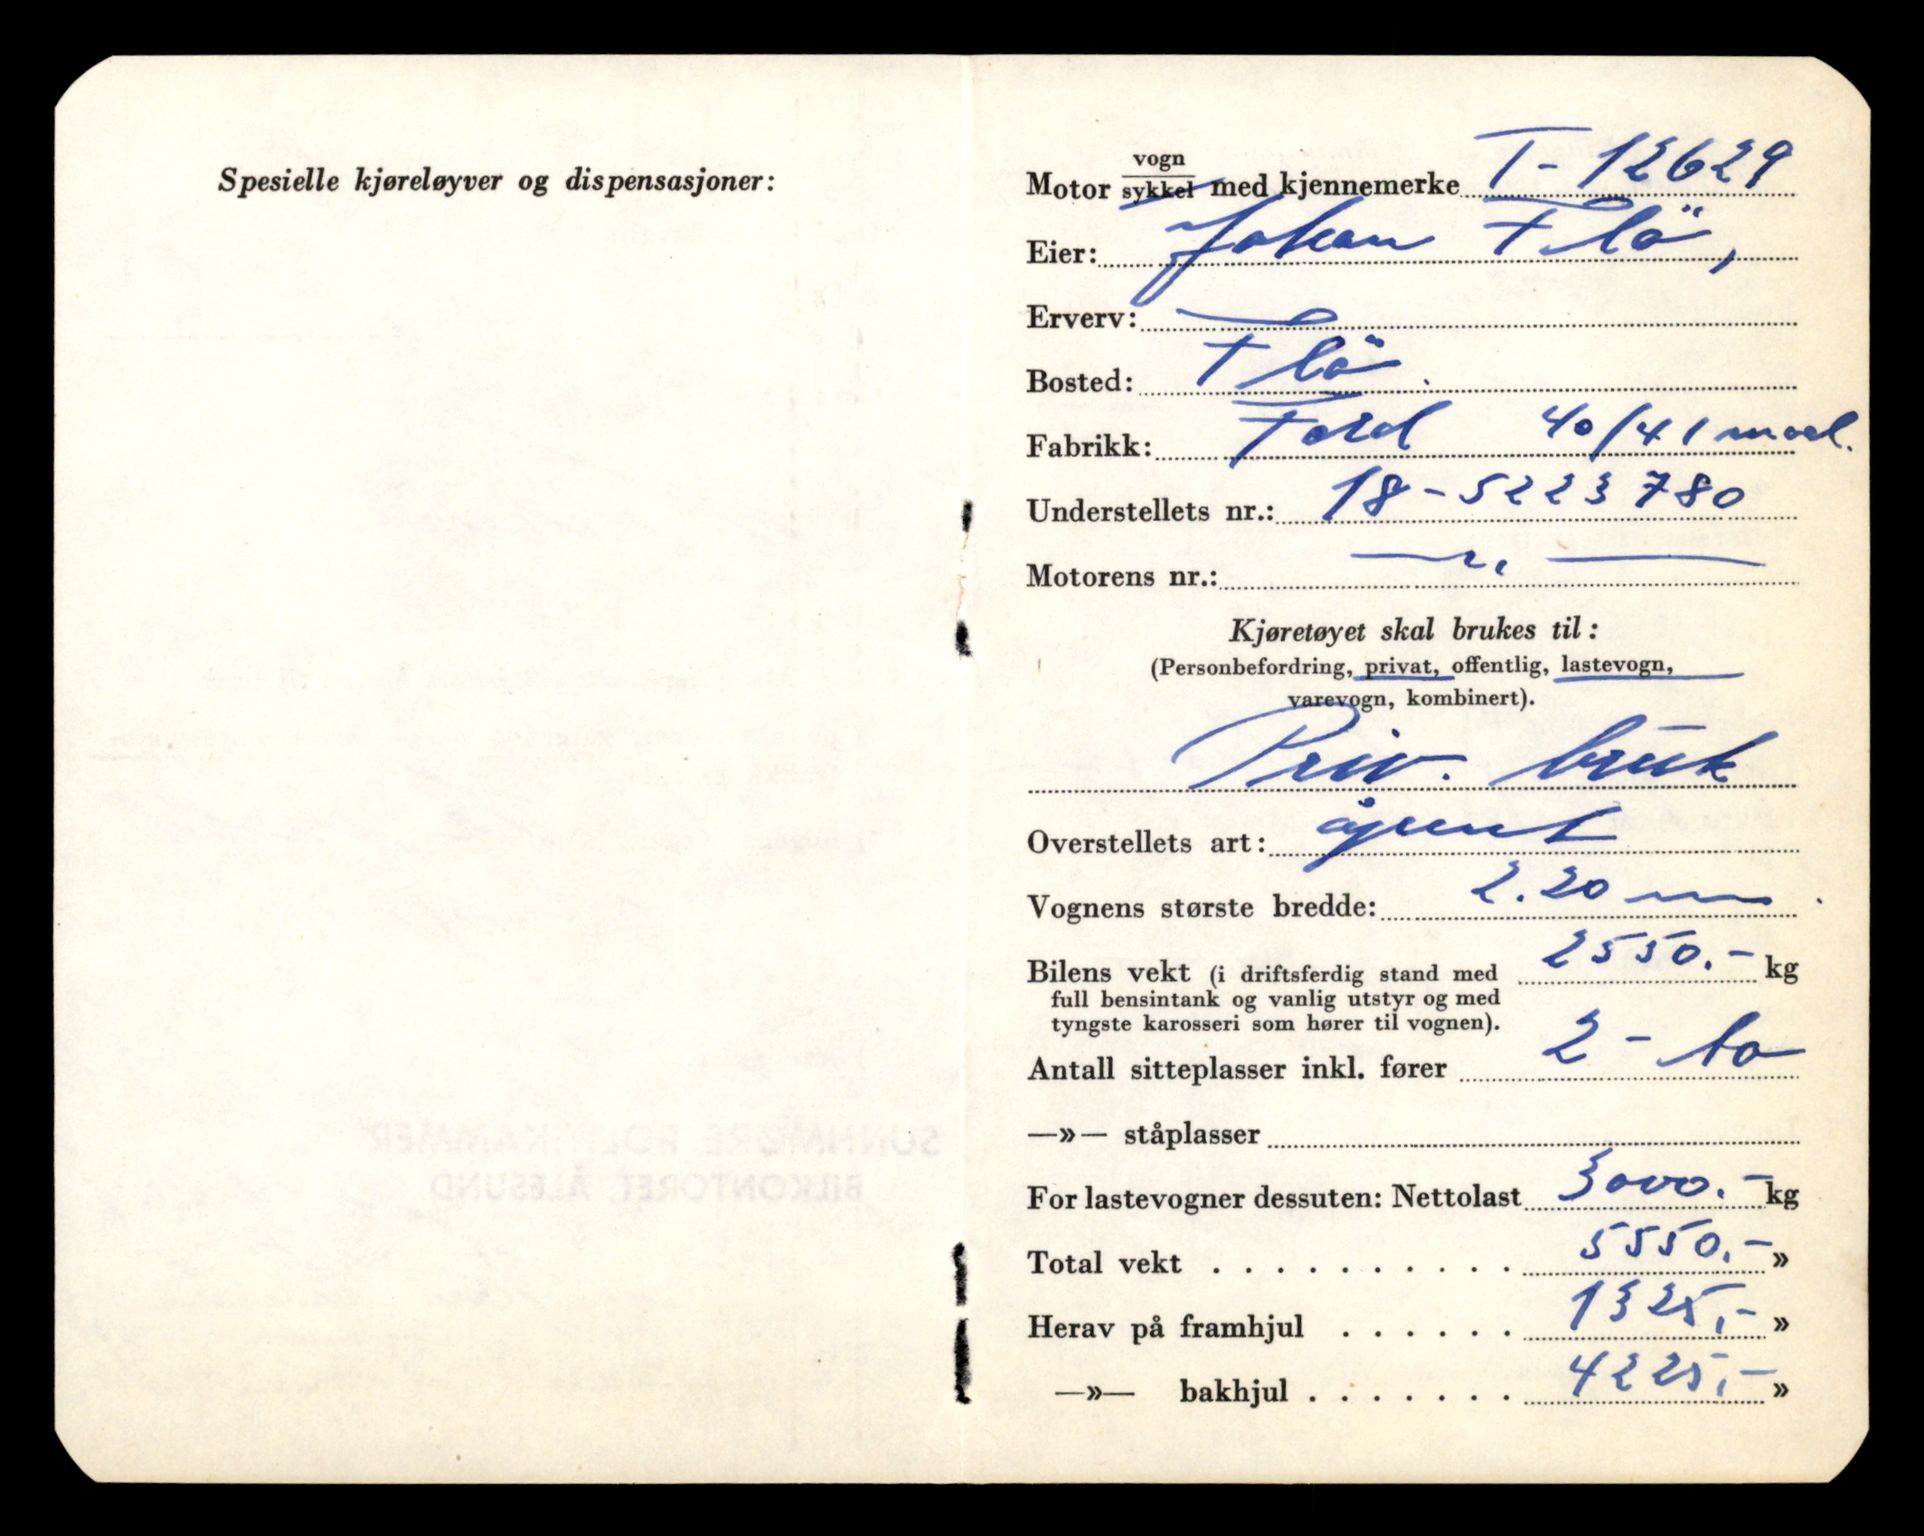 Spesielle kjøreløyver og dispensasjoner:
Motor vogn/sykkel med kjennemerke T-12629
Eier: Johan Flö,
Erverv:
Bosted: Flö.
Fabrikk: Ford 40/41 mod.
Understellets nr.: 18-5223780
Motorens nr.: — " —
Kjøretøyet skal brukes til:
(Personbefordring, privat, offentlig, lastevogn,
varevogn, kombinert).
Priv. bruk
Overstellets art: åpent
Vognens største bredde: 2.20 m.
Bilens vekt (i driftsferdig stand med 2550.- kg
full bensintank og vanlig utstyr og med
tyngste karosseri som hører til vognen).
Antall sitteplasser inkl. fører 2 - to
—»— ståplasser
For lastevogner dessuten: Nettolast 3000.- kg
Total vekt . . . . . . . . . . 5550.- »
Herav på framhjul . . . . . . 1325,- »
—»— bakhjul . . . . . . . 4225,- »
SUNNMØRE POLITIKAMMER
BILKONTORET, ÅLESUND